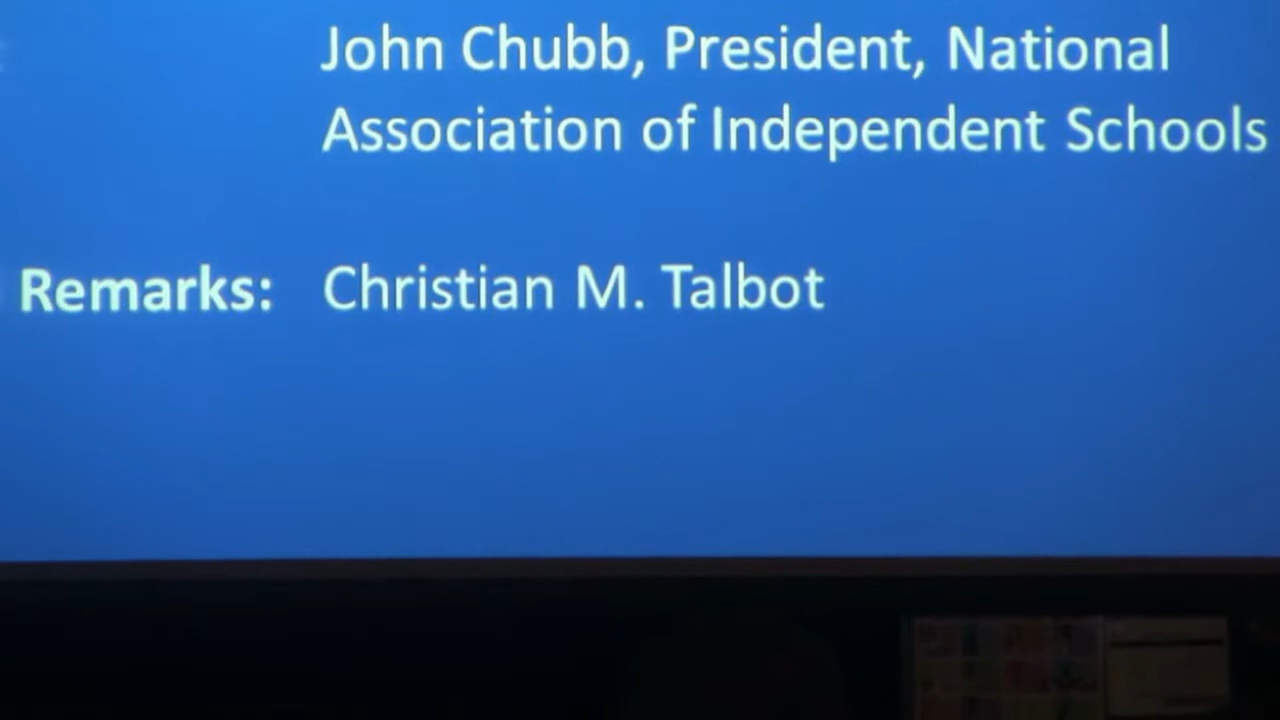 John Chubb, President, National
Association of Independent Schools
Remarks: Christian M. Talbot